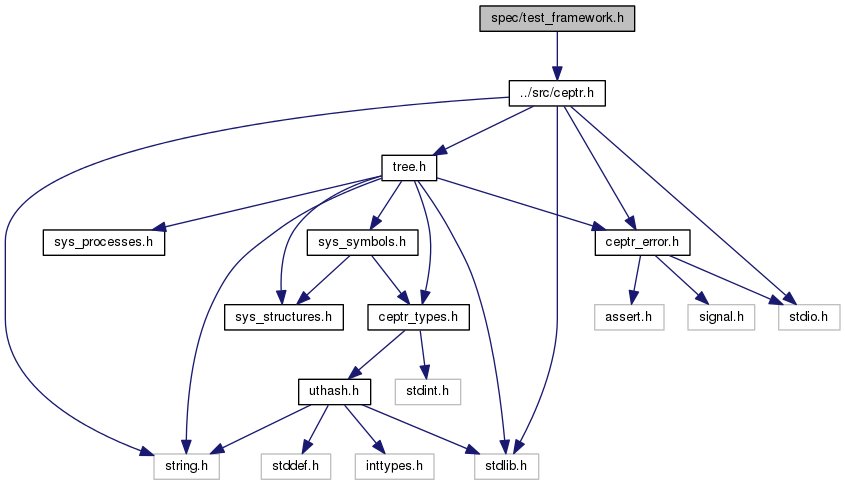 spec/test_framework.h
../src/ceptr.h
tree.h
sys_processes.h
sys_symbols.h
ceptr_error.h
sys_structures.h
ceptr_types.h
assert.h
signal.h
stdio.h
uthash.h
stdint.h
string.h
stddef.h
inttypes.h
stdlib.h